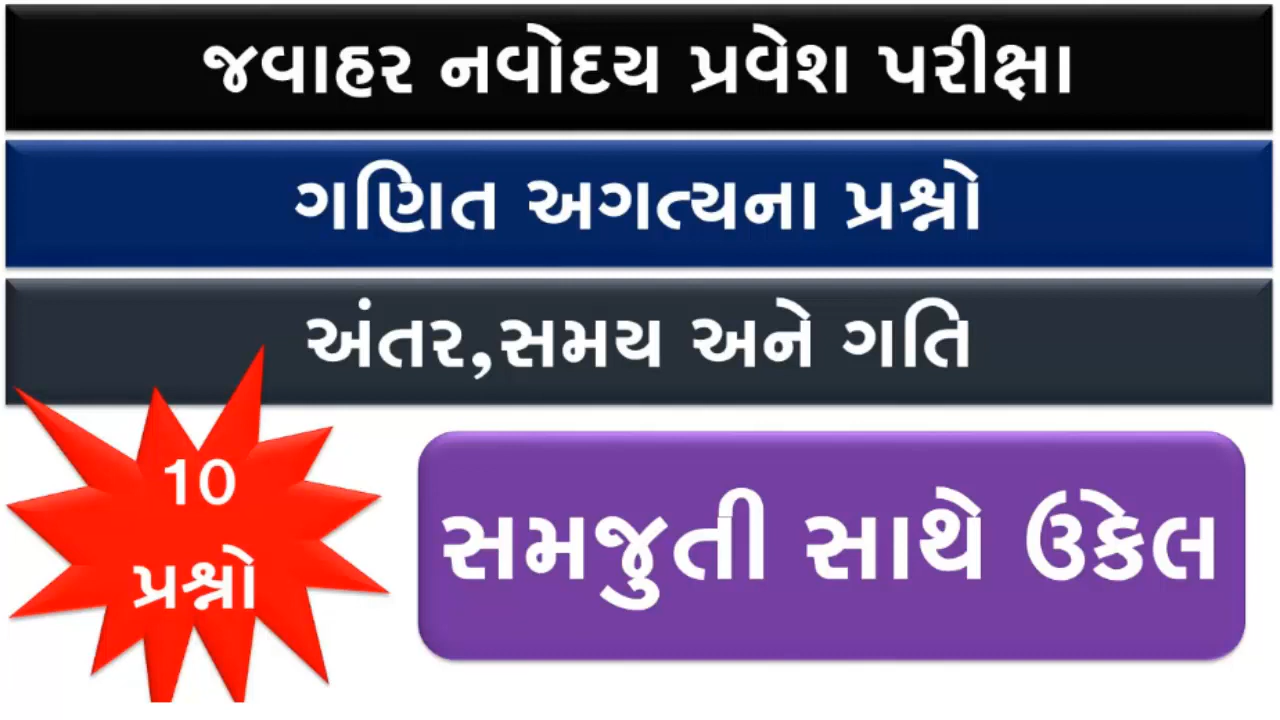 જવાહર નવોદય પ્રવેશ પરીક્ષા
ગણિત અગત્યના પ્રશ્નો
અંતર,સમય અને ગતિ
10
પ્રશ્નો
સમજુતી સાથે ઉકેલ